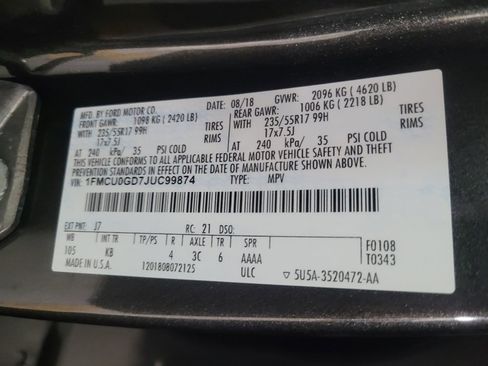 MFD. BY FORD MOTOR CO. DATE: 08/18 GVWR: 2096 KG ( 4620 LB)
FRONT GAWR: 1098 KG ( 2420 LB) REAR GAWR: 1006 KG ( 2218 LB)
WITH 235/55R17 99H TIRES WITH 235/55R17 99H TIRES
17x7.5J RIMS 17x7.5J RIMS
AT 240 kPa/ 35 PSI COLD AT 240 kPa/ 35 PSI COLD
THIS VEHICLE CONFORMS TO ALL APPLICABLE FEDERAL MOTOR VEHICLE SAFETY AND THEFT
PREVENTION STANDARDS IN EFFECT ON THE DATE OF MANUFACTURE SHOWN ABOVE.
VIN: 1FMCU0GD7JUC99874 TYPE: MPV
EXT PNT: J7 RC: 21 DSO: F0108
WB INT TR TP/PS R AXLE TR SPR T0343
105 KB 4 3C 6 AAAA
MADE IN U.S.A. 1201808072125 ULC 5U5A-3520472-AA